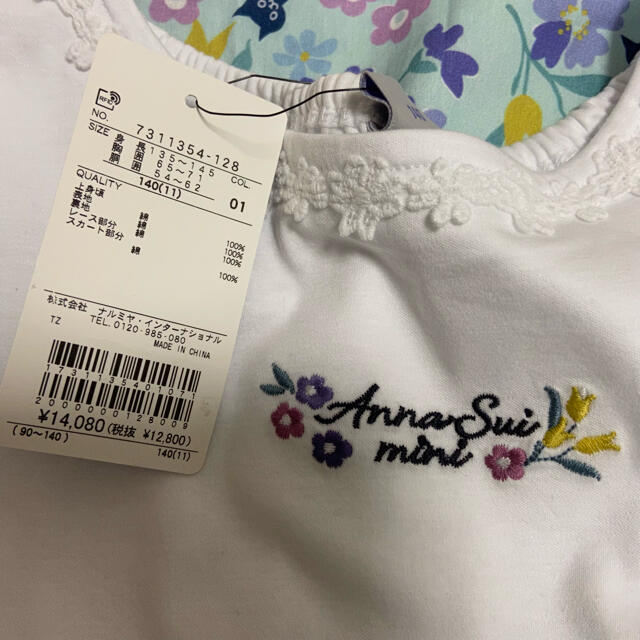 RFID
NO. 7311354-128
SIZE COL.
身長 135~145
胸囲 65~71
胴囲 54~62
140(11) 01
QUALITY
上身頃
表地 綿 100%
裏地 綿 100%
レース部分 綿 100%
スカート部分
綿 100%
株式会社 ナルミヤ・インターナショナル
TEL.0120-985-080
TZ MADE IN CHINA
1731135401071
2000000128009
¥14,080(税抜 ¥12,800)
(90~140) 140(11)
Anna Sui
mini